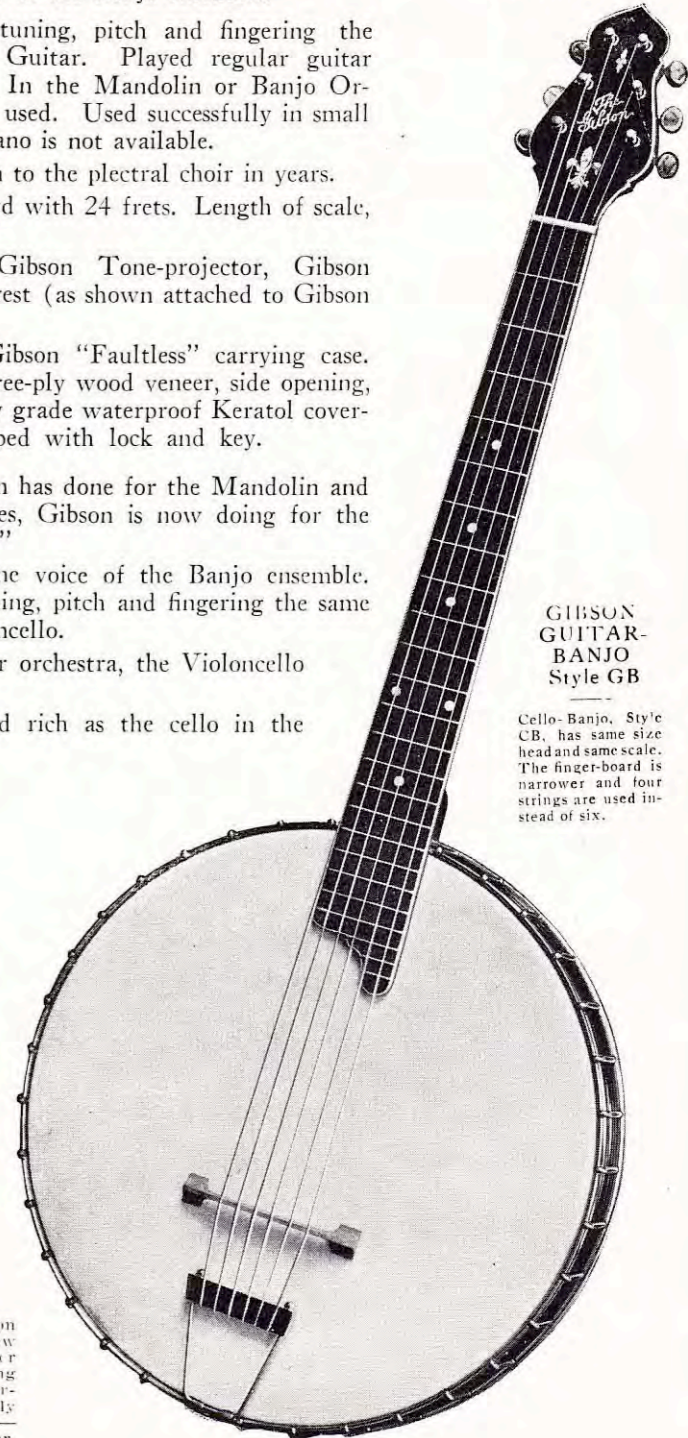 tuning, pitch and fingering the
Guitar. Played regular guitar
In the Mandolin or Banjo Or-
used. Used successfully in small
ano is not available.
n to the plectral choir in years.
d with 24 frets. Length of scale,
Gibson Tone-projector, Gibson
rest (as shown attached to Gibson
Gibson “Faultless” carrying case.
ree-ply wood veneer, side opening,
y grade waterproof Keratol cover-
ped with lock and key.
n has done for the Mandolin and
es, Gibson is now doing for the
”
ne voice of the Banjo ensemble.
ing, pitch and fingering the same
ncello.
r orchestra, the Violoncello
d rich as the cello in the
The
Gibson
GIBSON
GUITAR-
BANJO
Style GB
Cello-Banjo, Style
CB, has same size
head and same scale.
The finger-board is
narrower and four
strings are used in-
stead of six.
on
w
r
ng
r-
ly